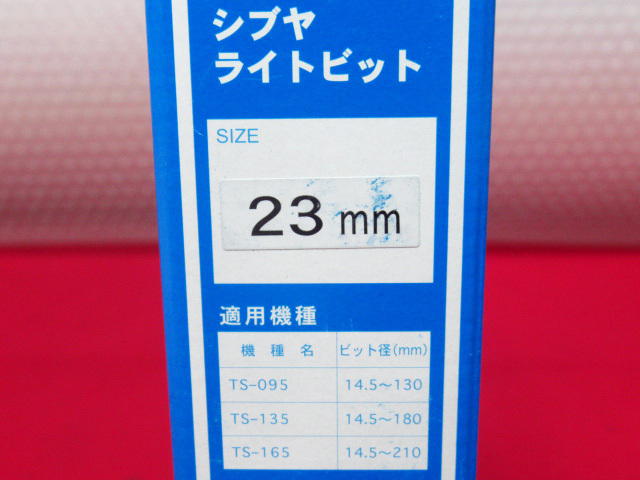 シブヤ
ライトビット
SIZE
23 mm
適用機種
機種名 ビット径(mm)
TS-095 14.5～130
TS-135 14.5～180
TS-165 14.5～210